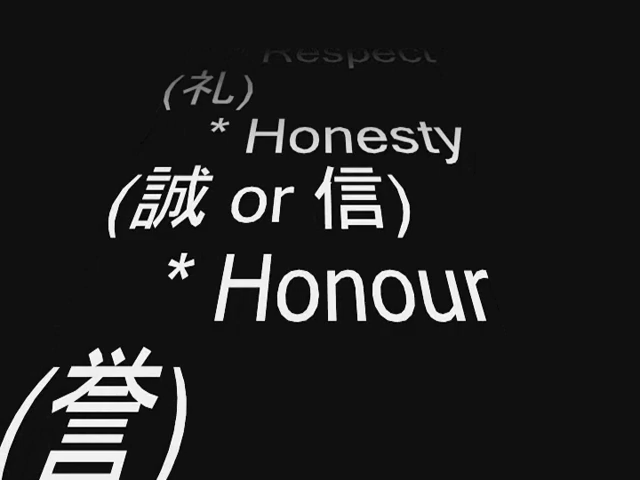 * Respect
(礼)
* Honesty
(誠 or 信)
* Honour
(誉)